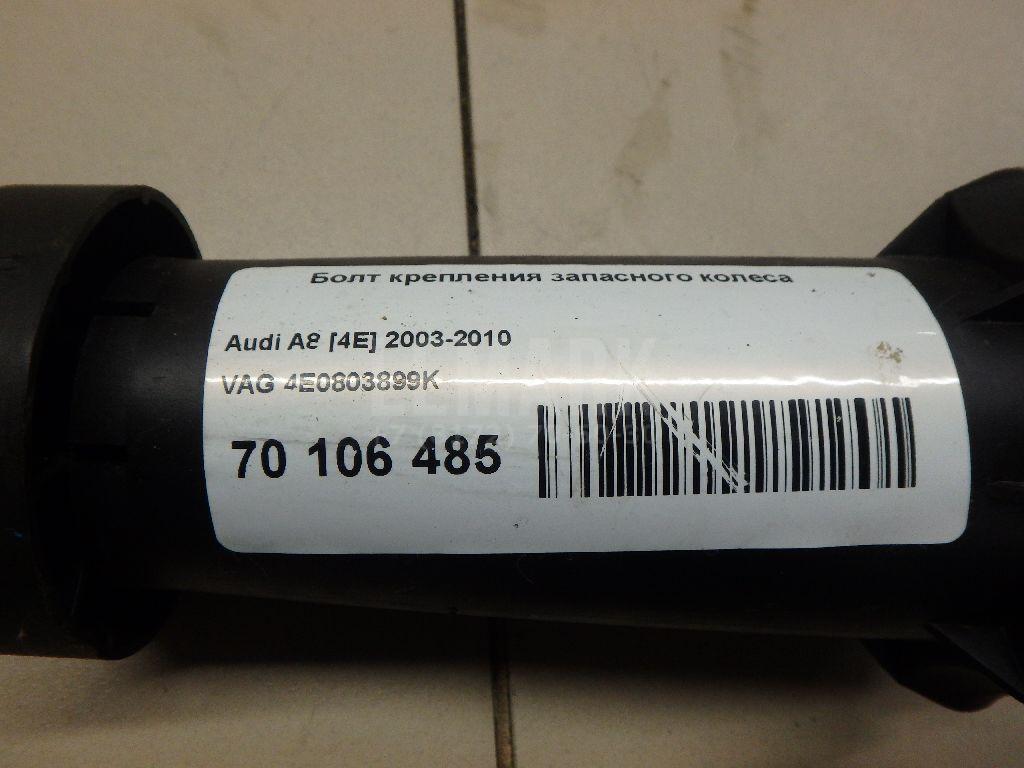 Болт крепления запасного колеса
Audi A8 [4E] 2003-2010
VAG 4E0803899K
70 106 485